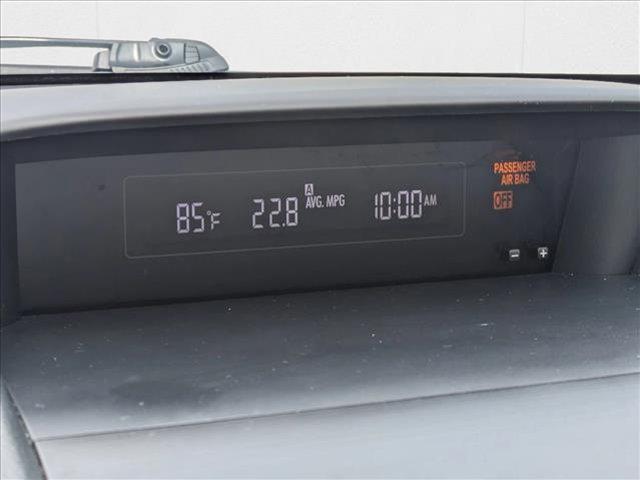 85°F 22.8 A AVG. MPG 10:00 AM
PASSENGER
AIR BAG
OFF
- +